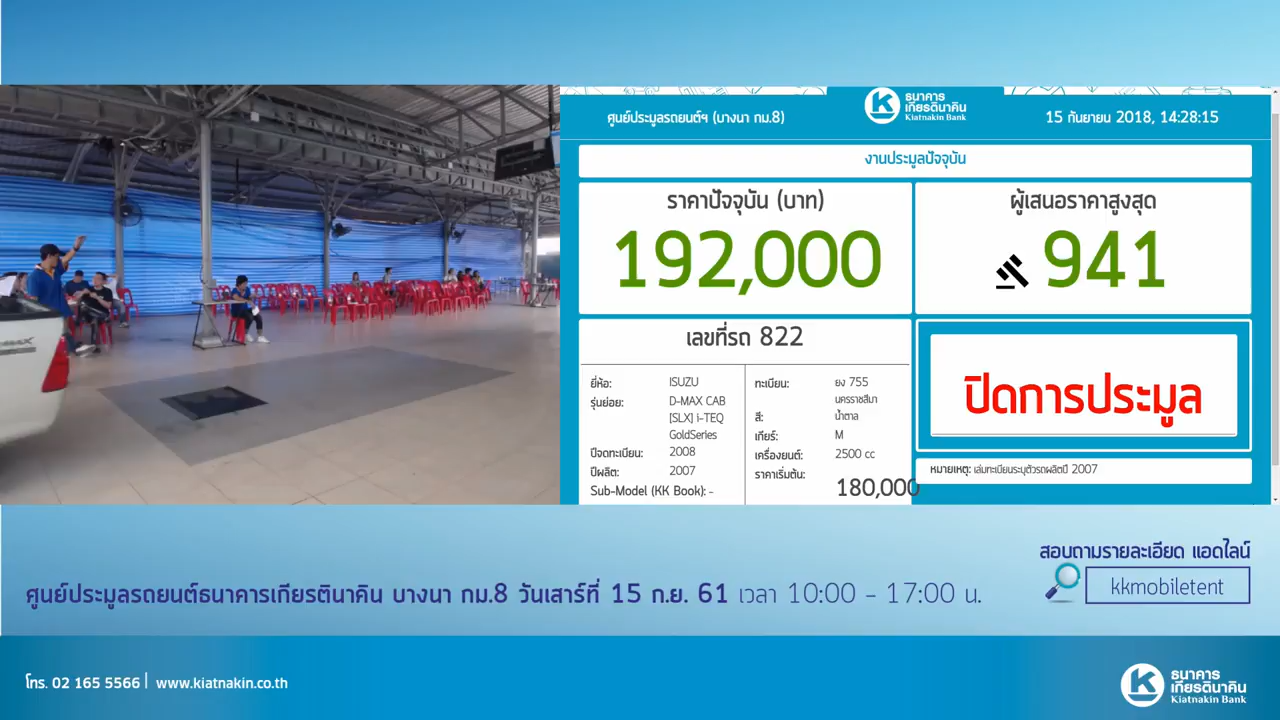 ศูนย์ประมูลรถยนต์ฯ (บางนา กม.8)
ธนาคาร
เกียรตินาคิน
Kiatnakin Bank
15 กันยายน 2018, 14:28:15
งานประมูลปัจจุบัน
ราคาปัจจุบัน (บาท)
192,000
ผู้เสนอราคาสูงสุด
941
เลขที่รถ 822
ยี่ห้อ: ISUZU
รุ่นย่อย: D-MAX CAB
[SLX] i-TEQ
GoldSeries
ปีจดทะเบียน: 2008
ปีผลิต: 2007
Sub-Model (KK Book): -
ทะเบียน: ยง 755
นครราชสีมา
สี: น้ำตาล
เกียร์: M
เครื่องยนต์: 2500 cc
ราคาเริ่มต้น: 180,000
ปิดการประมูล
หมายเหตุ: เล่มทะเบียนระบุตัวรถผลิตปี 2007
สอบถามรายละเอียด แอดไลน์
kkmobiletent
ศูนย์ประมูลรถยนต์ธนาคารเกียรตินาคิน บางนา กม.8 วันเสาร์ที่ 15 ก.ย. 61 เวลา 10:00 - 17:00 น.
โทร. 02 165 5566 | www.kiatnakin.co.th
ธนาคาร
เกียรตินาคิน
Kiatnakin Bank